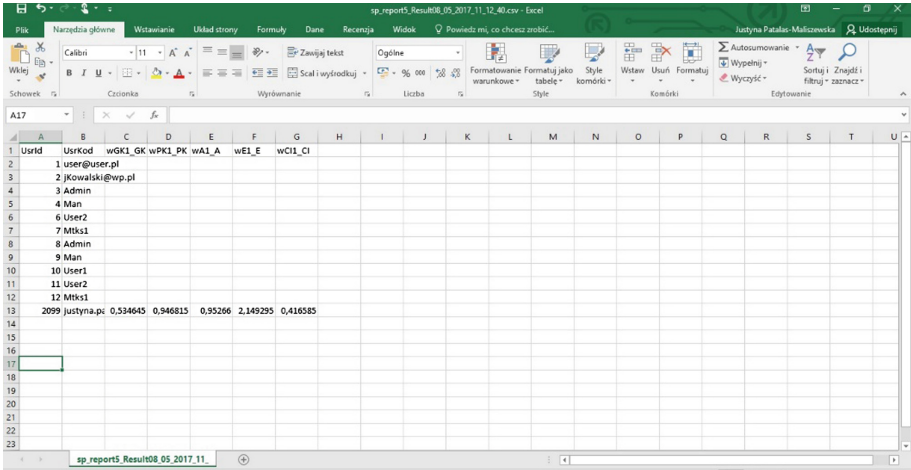 sp_report5_Result08_05_2017_11_12_40.csv - Excel
Plik Narzędzia główne Wstawianie Układ strony Formuły Dane Recenzja Widok Powiedz mi, co chcesz zrobić... Justyna Patalas-Maliszewska Udostępnij
Wklej
Calibri 11
B I U
Zawijaj tekst
Scal i wyśrodkuj
Ogólne
% 000
Formatowanie warunkowe
Formatuj jako tabelę
Style komórki
Wstaw Usuń Formatuj
Autosumowanie
Wypełnij
Wyczyść
Sortuj i filtruj
Znajdź i zaznacz
Schowek Czcionka Wyrównanie Liczba Style Komórki Edytowanie
A17 fx
A B C D E F G H I J K L M N O P Q R S T U
1 UsrId UsrKod wGK1_GK wPK1_PK wA1_A wE1_E wCI1_CI
2 1 user@user.pl
3 2 jKowalski@wp.pl
4 3 Admin
5 4 Man
6 6 User2
7 7 Mtks1
8 8 Admin
9 9 Man
10 10 User1
11 11 User2
12 12 Mtks1
13 2099 justyna.pa 0,534645 0,946815 0,95266 2,149295 0,416585
14
15
16
17
18
19
20
21
22
23
sp_report5_Result08_05_2017_11_